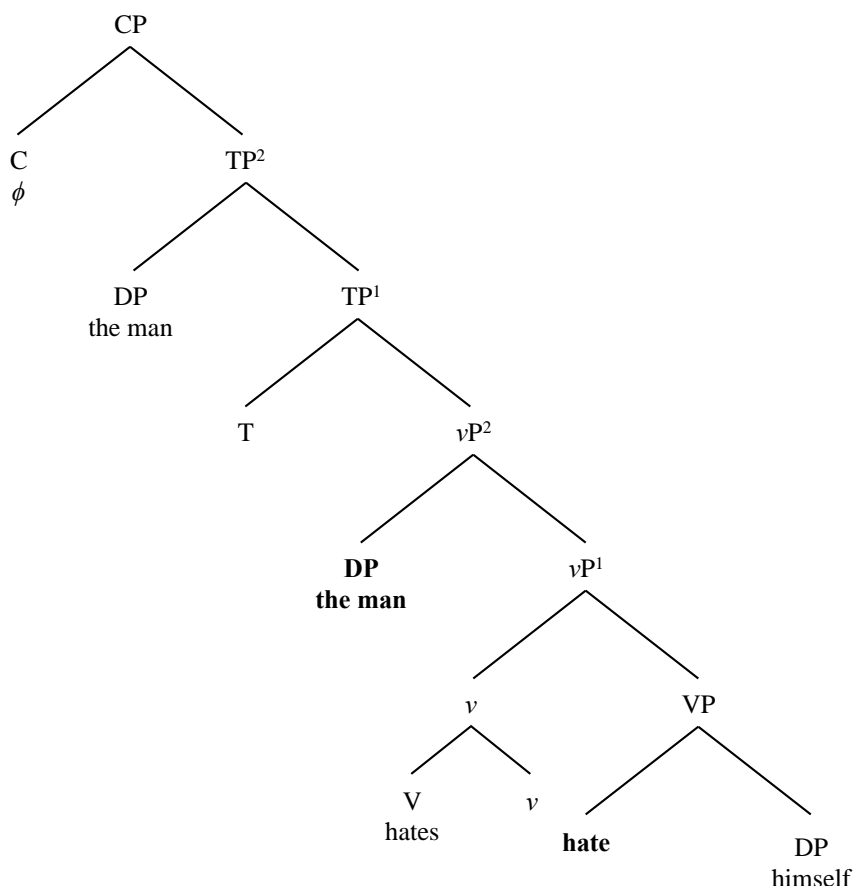 CP
C
ϕ
TP²
DP
the man
TP¹
T
vP²
DP
the man
vP¹
v
VP
V
hates
v
hate
DP
himself